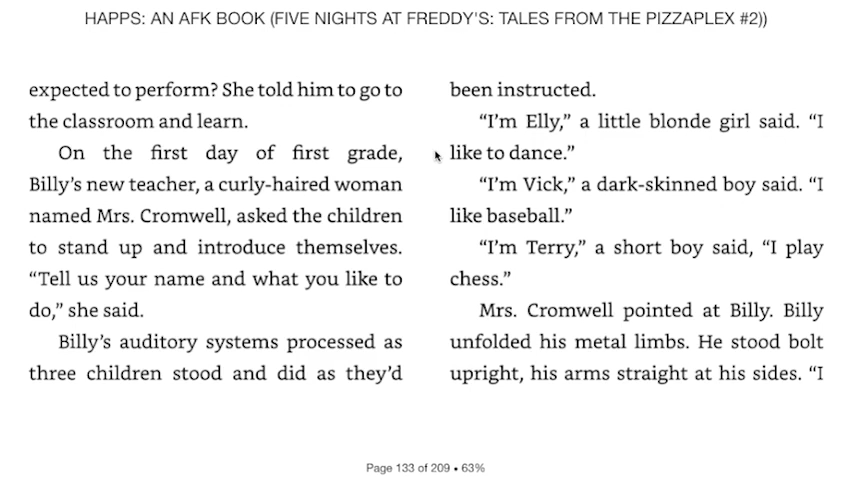 HAPPS: AN AFK BOOK (FIVE NIGHTS AT FREDDY'S: TALES FROM THE PIZZAPLEX #2))
expected to perform? She told him to go to
the classroom and learn.
On the first day of first grade,
Billy’s new teacher, a curly-haired woman
named Mrs. Cromwell, asked the children
to stand up and introduce themselves.
“Tell us your name and what you like to
do,” she said.
Billy’s auditory systems processed as
three children stood and did as they’d
been instructed.
“I’m Elly,” a little blonde girl said. “I
like to dance.”
“I’m Vick,” a dark-skinned boy said. “I
like baseball.”
“I’m Terry,” a short boy said, “I play
chess.”
Mrs. Cromwell pointed at Billy. Billy
unfolded his metal limbs. He stood bolt
upright, his arms straight at his sides. “I
Page 133 of 209 • 63%